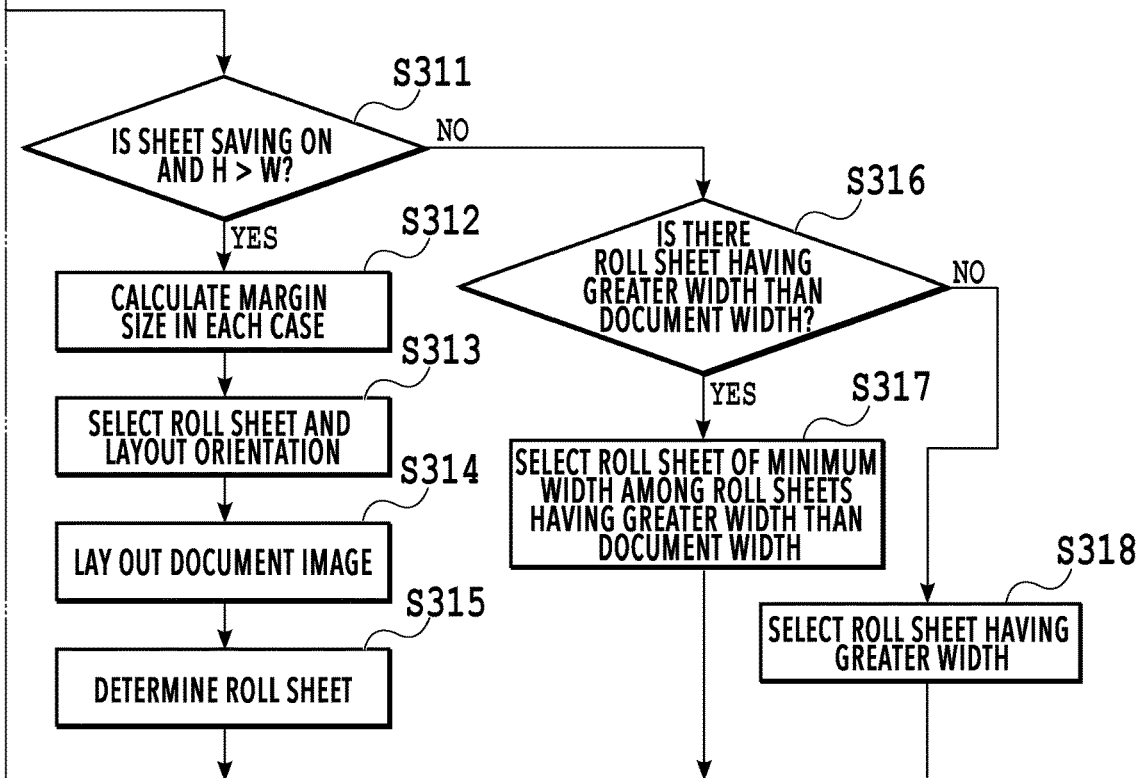 S311
IS SHEET SAVING ON
AND H > W?
NO
YES
S312
CALCULATE MARGIN
SIZE IN EACH CASE
S313
SELECT ROLL SHEET AND
LAYOUT ORIENTATION
S314
LAY OUT DOCUMENT IMAGE
S315
DETERMINE ROLL SHEET
S316
IS THERE
ROLL SHEET HAVING
GREATER WIDTH THAN
DOCUMENT WIDTH?
NO
YES
S317
SELECT ROLL SHEET OF MINIMUM
WIDTH AMONG ROLL SHEETS
HAVING GREATER WIDTH THAN
DOCUMENT WIDTH
S318
SELECT ROLL SHEET HAVING
GREATER WIDTH